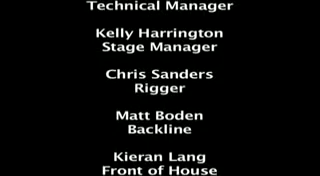 Technical Manager
Kelly Harrington
Stage Manager
Chris Sanders
Rigger
Matt Boden
Backline
Kieran Lang
Front of House